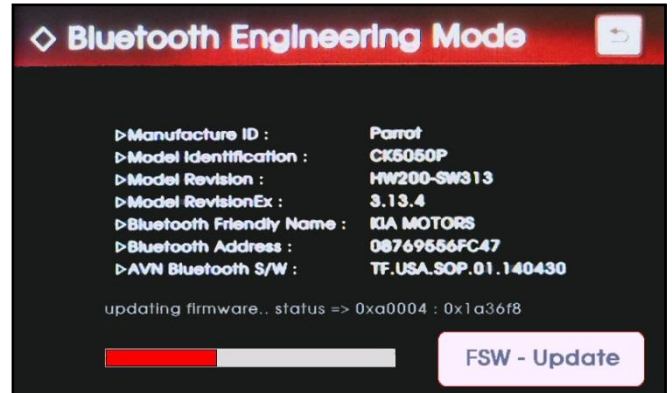 ◇ Bluetooth Engineering Mode
▷Manufacture ID : Parrot
▷Model Identification : CK5050P
▷Model Revision : HW200-SW313
▷Model RevisionEx : 3.13.4
▷Bluetooth Friendly Name : KIA MOTORS
▷Bluetooth Address : 08769556FC47
▷AVN Bluetooth S/W : TF.USA.SOP.01.140430
updating firmware.. status => 0xa0004 : 0x1a36f8
FSW - Update